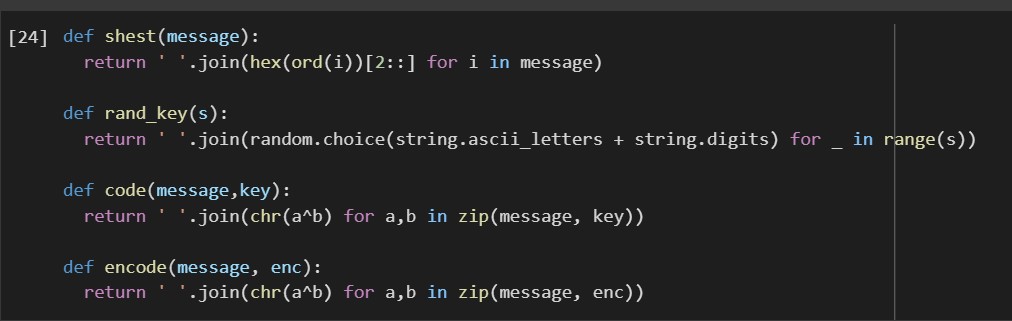 [24] def shest(message):
  return ' '.join(hex(ord(i))[2::] for i in message)
def rand_key(s):
  return ' '.join(random.choice(string.ascii_letters + string.digits) for _ in range(s))
def code(message,key):
  return ' '.join(chr(a^b) for a,b in zip(message, key))
def encode(message, enc):
  return ' '.join(chr(a^b) for a,b in zip(message, enc))